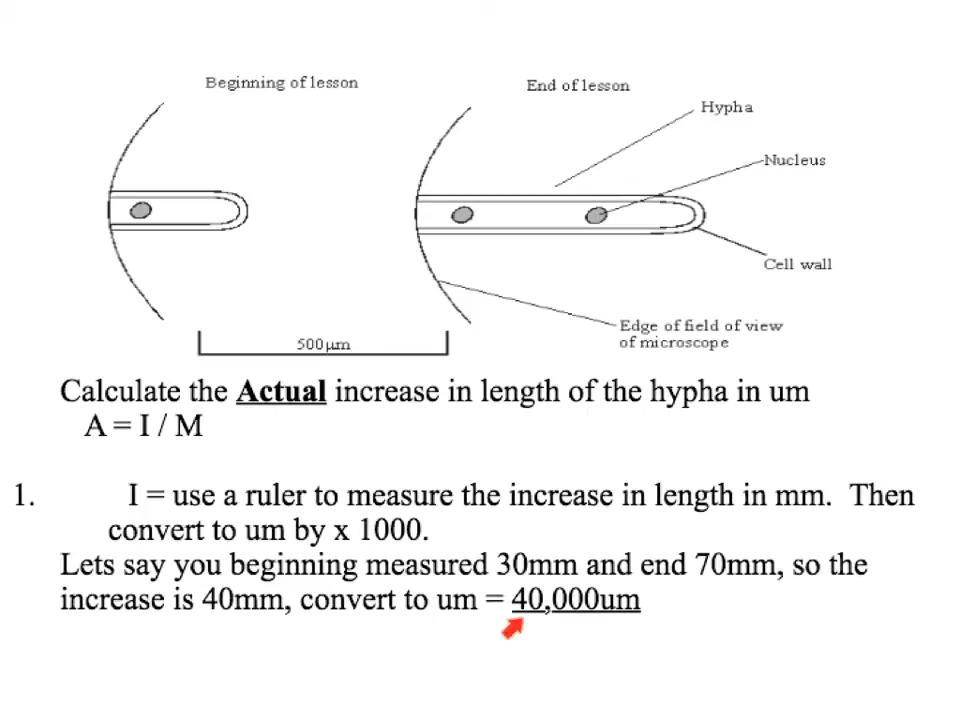 Beginning of lesson
End of lesson
Hypha
Nucleus
Cell wall
Edge of field of view
of microscope
500µm
Calculate the Actual increase in length of the hypha in um
A = I / M
1. I = use a ruler to measure the increase in length in mm. Then
convert to um by x 1000.
Lets say you beginning measured 30mm and end 70mm, so the
increase is 40mm, convert to um = 40,000um